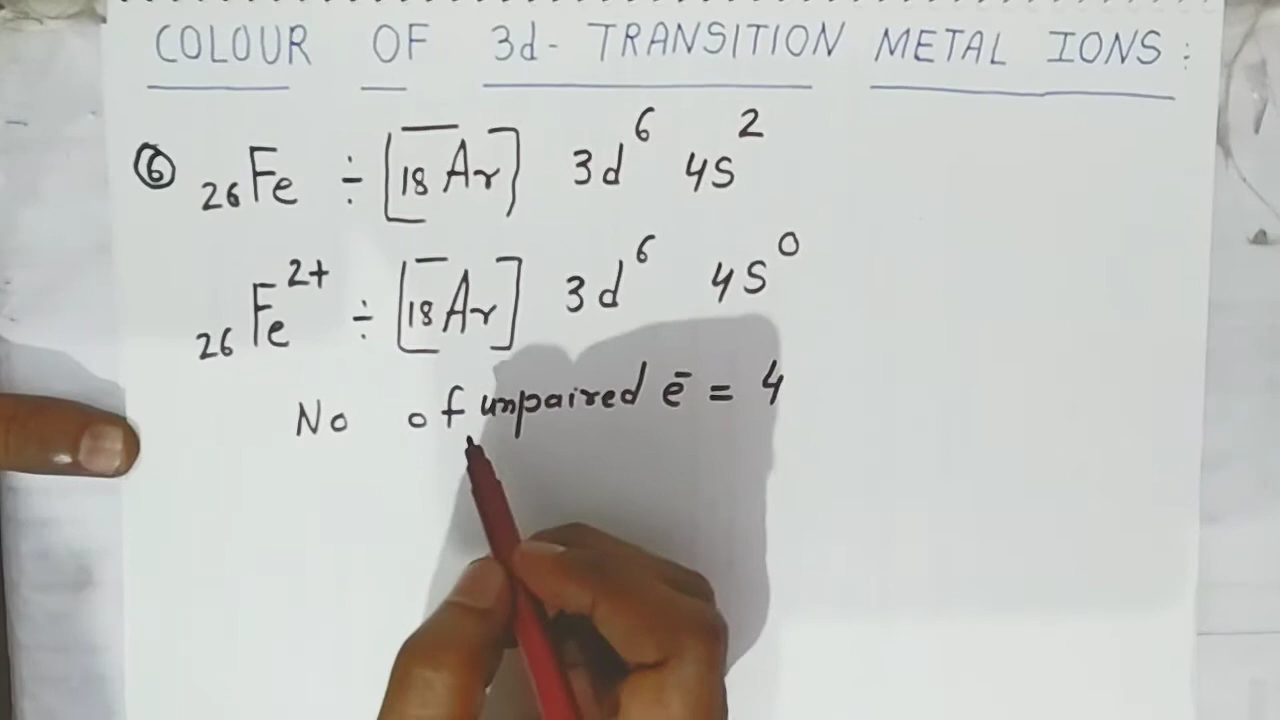 COLOUR OF 3d- TRANSITION METAL IONS :
⑥ ₂₆Fe ÷ [₁₈Ar] 3d⁶ 4s²
₂₆Fe²⁺ ÷ [₁₈Ar] 3d⁶ 4s⁰
No of unpaired e⁻ = 4